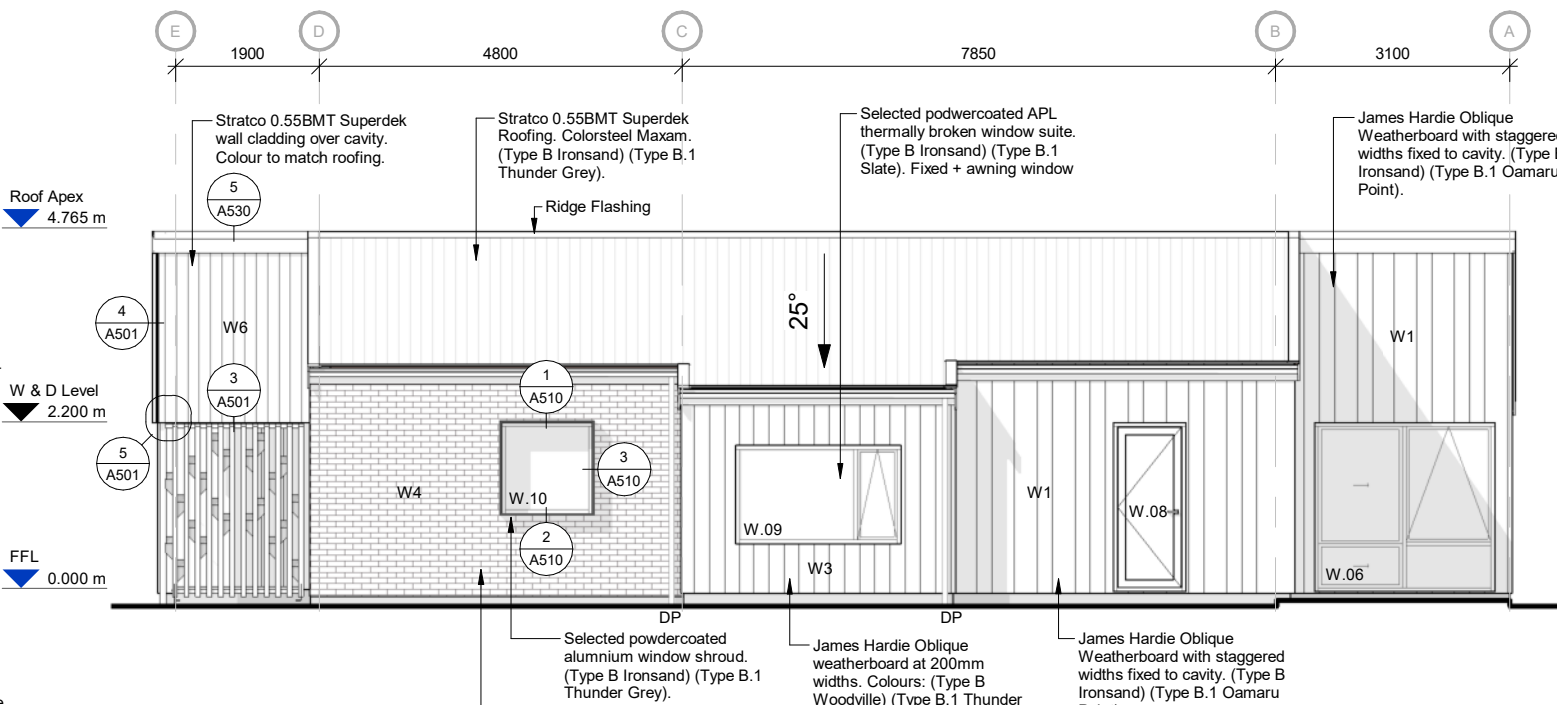 E D C B A
1900 4800 7850 3100
Stratco 0.55BMT Superdek
wall cladding over cavity.
Colour to match roofing.
Stratco 0.55BMT Superdek
Roofing. Colorsteel Maxam.
(Type B Ironsand) (Type B.1
Thunder Grey).
Selected podwercoated APL
thermally broken window suite.
(Type B Ironsand) (Type B.1
Slate). Fixed + awning window
James Hardie Oblique
Weatherboard with staggered
widths fixed to cavity. (Type
Ironsand) (Type B.1 Oamaru
Point).
Roof Apex
4.765 m
5
A530
Ridge Flashing
4
A501
W6
25°
W1
W & D Level
2.200 m
3
A501
1
A510
5
A501
3
A510
W4
W.10
2
A510
W.09
W3
W1
W.08
W.06
FFL
0.000 m
DP DP
Selected powdercoated
alumnium window shroud.
(Type B Ironsand) (Type B.1
Thunder Grey).
James Hardie Oblique
weatherboard at 200mm
widths. Colours: (Type B
Woodville) (Type B.1 Thunder
James Hardie Oblique
Weatherboard with staggered
widths fixed to cavity. (Type B
Ironsand) (Type B.1 Oamaru